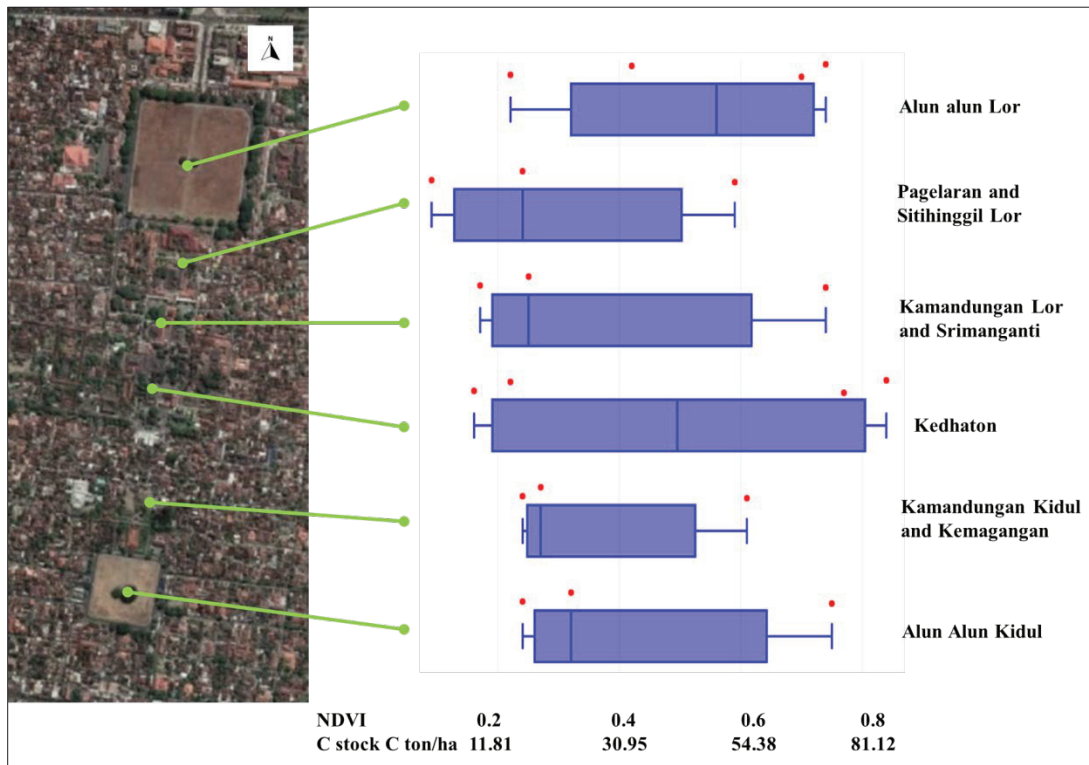 N
Alun alun Lor
Pagelaran and
Sitihinggil Lor
Kamandungan Lor
and Srimanganti
Kedhaton
Kamandungan Kidul
and Kemagangan
Alun Alun Kidul
NDVI 0.2 0.4 0.6 0.8
C stock C ton/ha 11.81 30.95 54.38 81.12